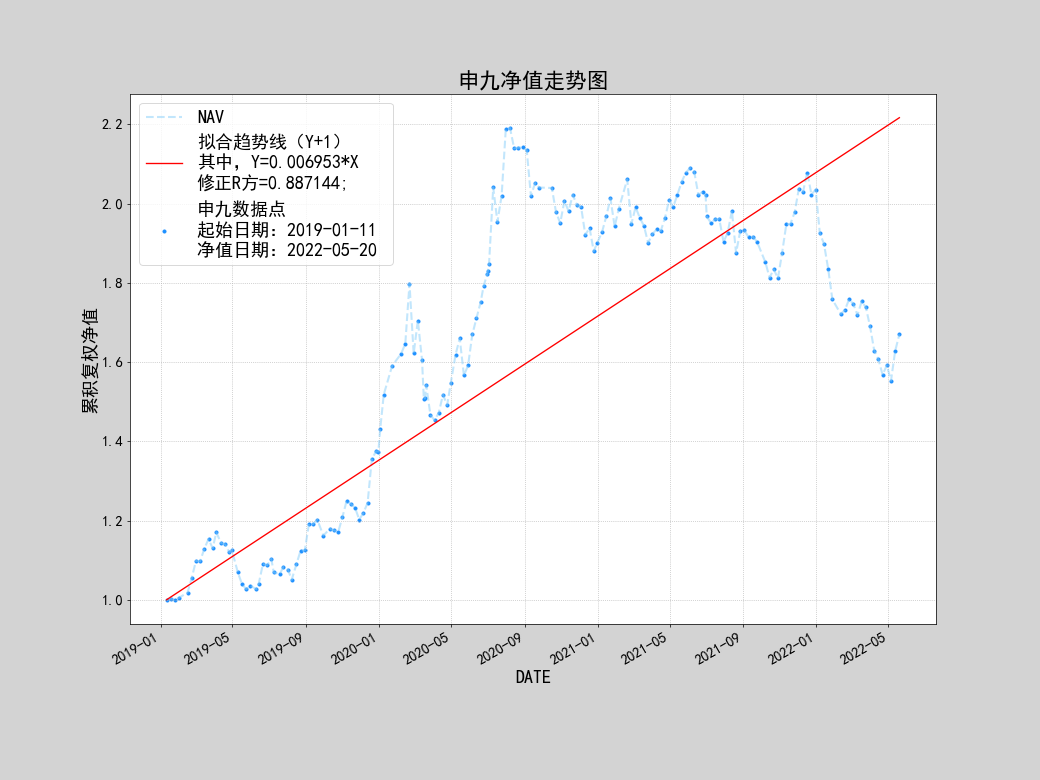 申九净值走势图
NAV
拟合趋势线（Y+1）
其中，Y=0.006953*X
修正R方=0.887144;
申九数据点
起始日期：2019-01-11
净值日期：2022-05-20
累积复权净值
2.2
2.0
1.8
1.6
1.4
1.2
1.0
2019-01
2019-05
2019-09
2020-01
2020-05
2020-09
2021-01
2021-05
2021-09
2022-01
2022-05
DATE